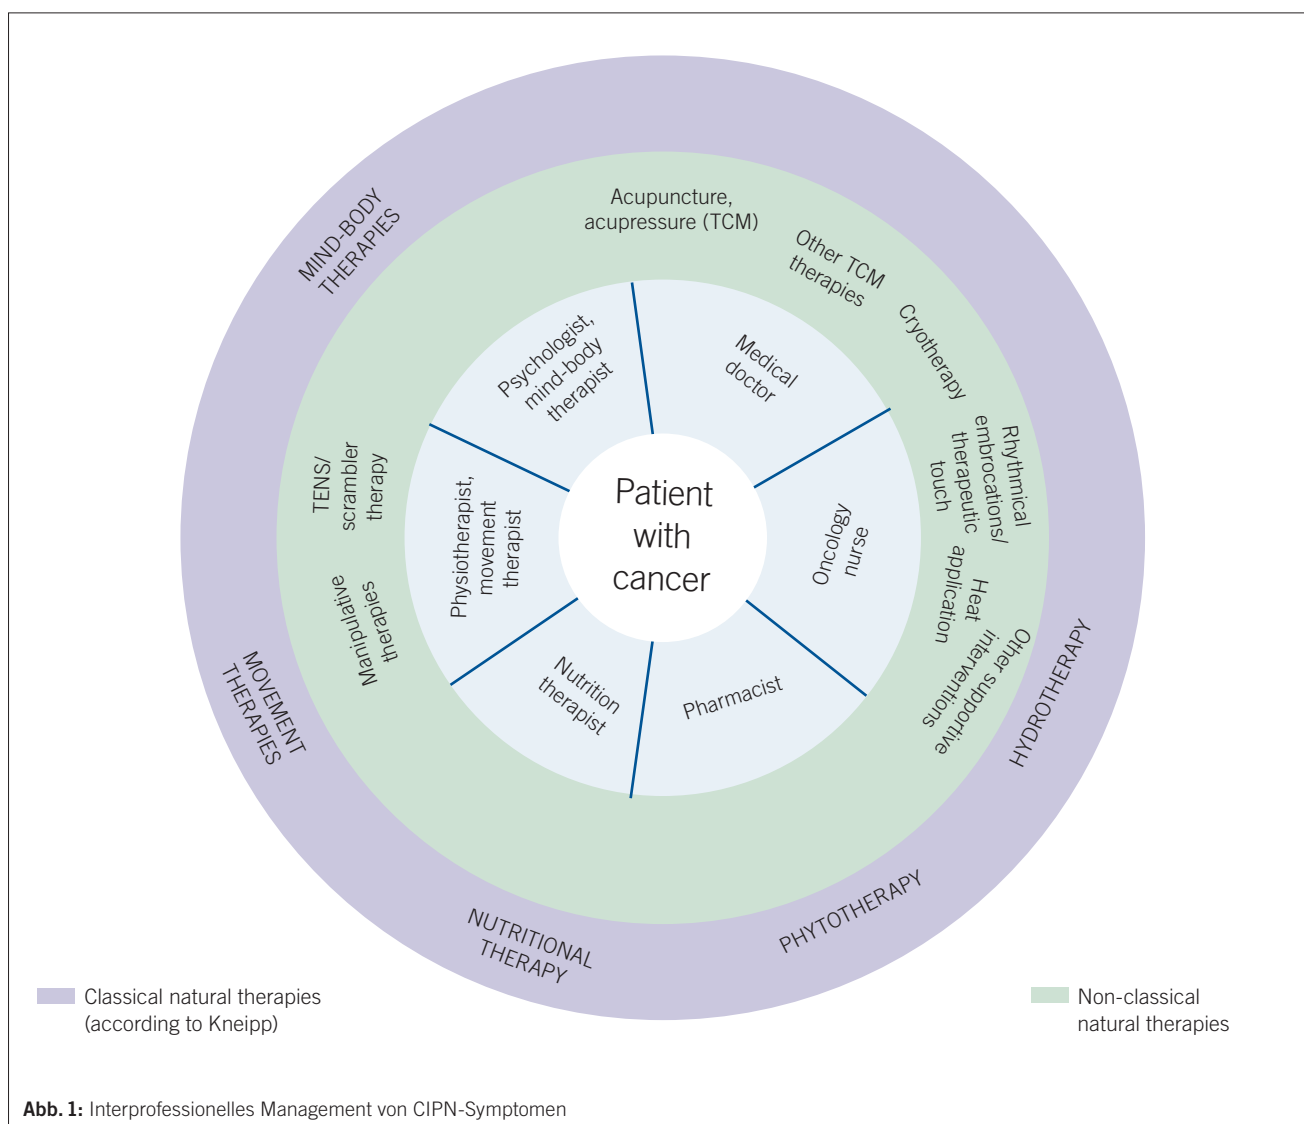 MIND-BODY
THERAPIES
Acupuncture,
acupressure (TCM)
Other TCM
therapies
Cryotherapy
Rhythmical
embrocations/
therapeutic
touch
Heat
application
Other supportive
interventions
HYDROTHERAPY
PHYTOTHERAPY
NUTRITIONAL
THERAPY
MOVEMENT
THERAPIES
Manipulative
therapies
TENS/
scrambler
therapy
Psychologist,
mind-body
therapist
Medical
doctor
Oncology
nurse
Pharmacist
Nutrition
therapist
Physiotherapist,
movement
therapist
Patient
with
cancer
Classical natural therapies
(according to Kneipp)
Non-classical
natural therapies
Abb. 1: Interprofessionelles Management von CIPN-Symptomen